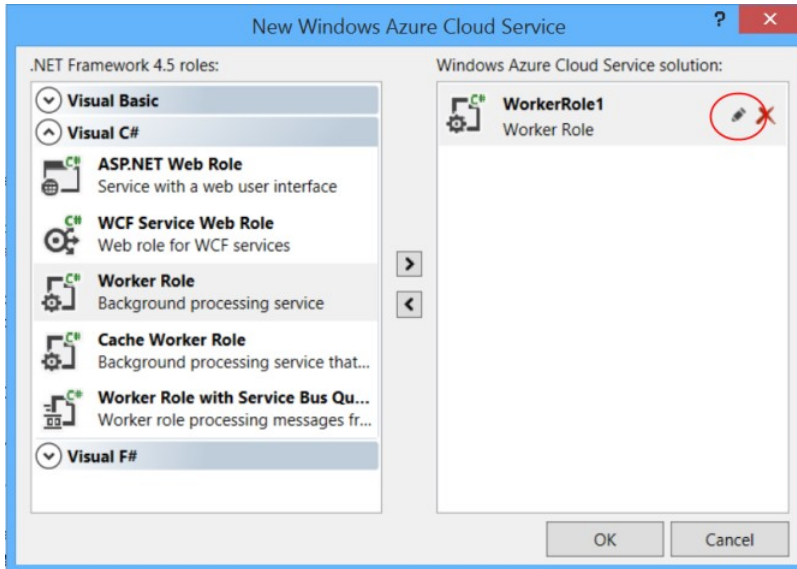 New Windows Azure Cloud Service
?
.NET Framework 4.5 roles:
Windows Azure Cloud Service solution:
Visual Basic
Visual C#
C#
ASP.NET Web Role
Service with a web user interface
C#
WCF Service Web Role
Web role for WCF services
C#
Worker Role
Background processing service
C#
Cache Worker Role
Background processing service that...
C#
Worker Role with Service Bus Qu...
Worker role processing messages fr...
Visual F#
C#
WorkerRole1
Worker Role
OK
Cancel